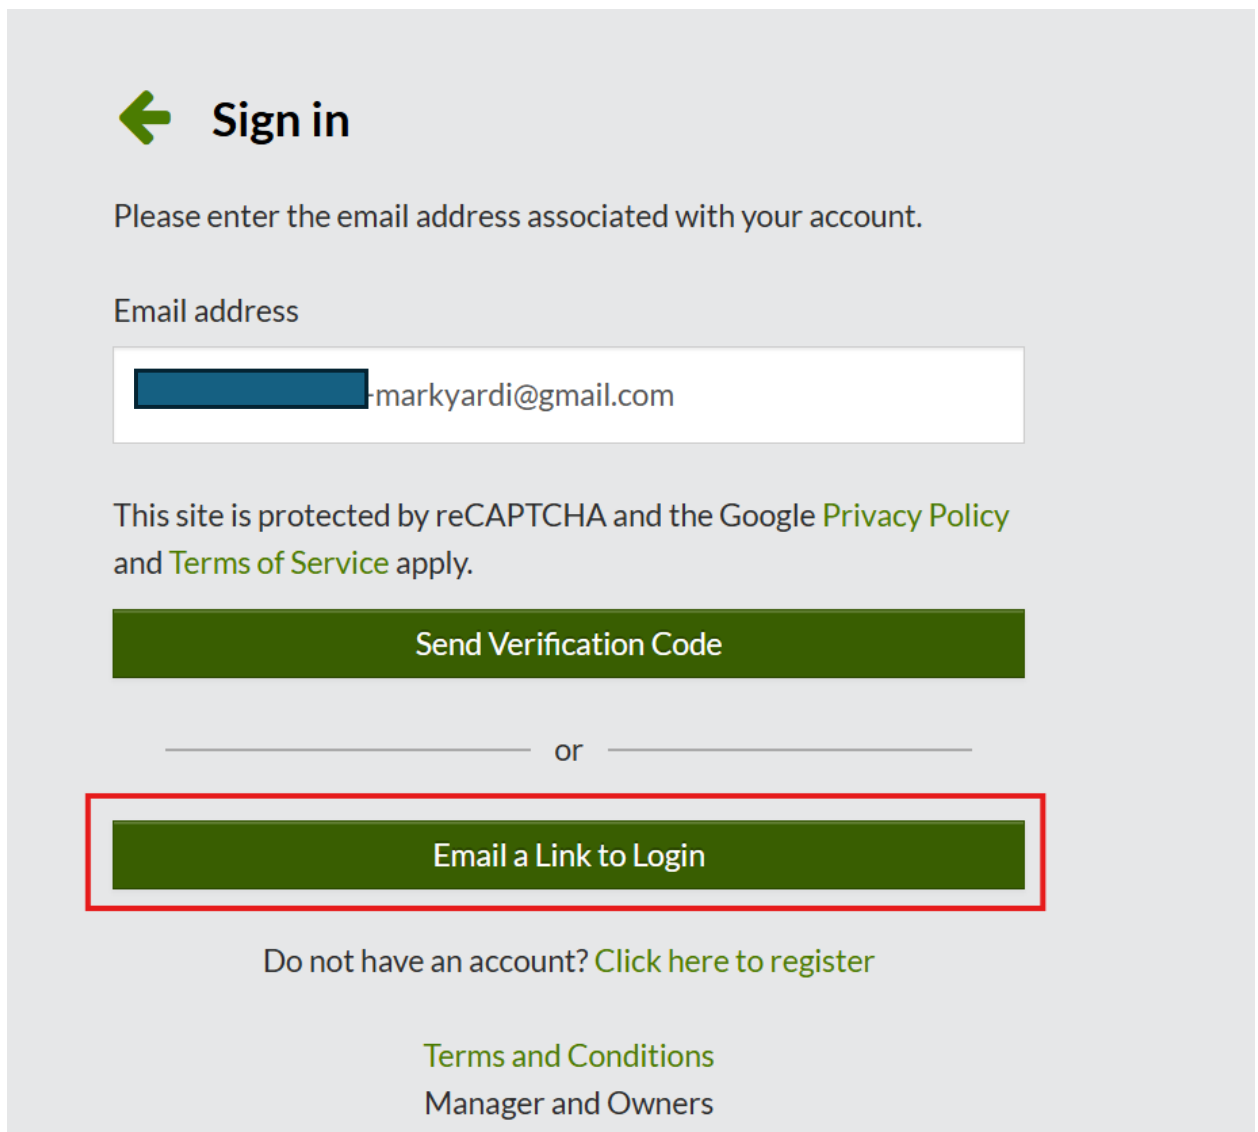 Sign in
Please enter the email address associated with your account.
Email address
-markyardi@gmail.com
This site is protected by reCAPTCHA and the Google Privacy Policy
and Terms of Service apply.
Send Verification Code
or
Email a Link to Login
Do not have an account? Click here to register
Terms and Conditions
Manager and Owners